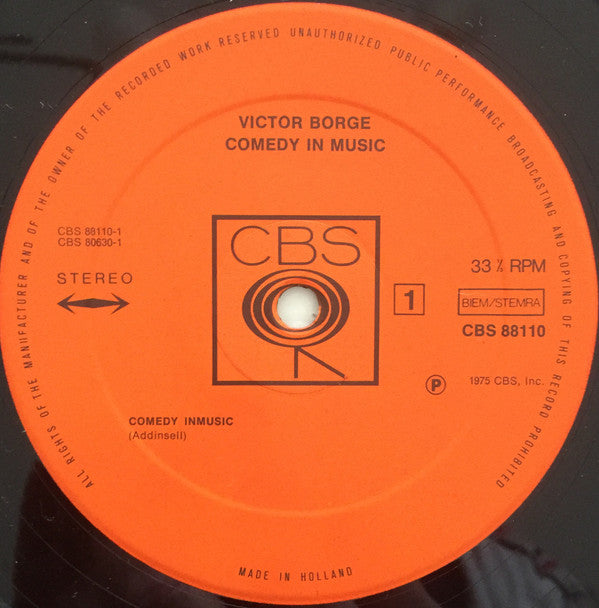 ALL RIGHTS OF THE MANUFACTURER AND OF THE OWNER OF THE RECORDED WORK RESERVED UNAUTHORIZED PUBLIC PERFORMANCE BROADCASTING AND COPYING OF THIS RECORD PROHIBITED
VICTOR BORGE
COMEDY IN MUSIC
CBS 88110-1
CBS 80630-1
STEREO
CBS
1
33 ⅓ RPM
BIEM/STEMRA
CBS 88110
℗ 1975 CBS, Inc.
COMEDY INMUSIC
(Addinsell)
MADE IN HOLLAND